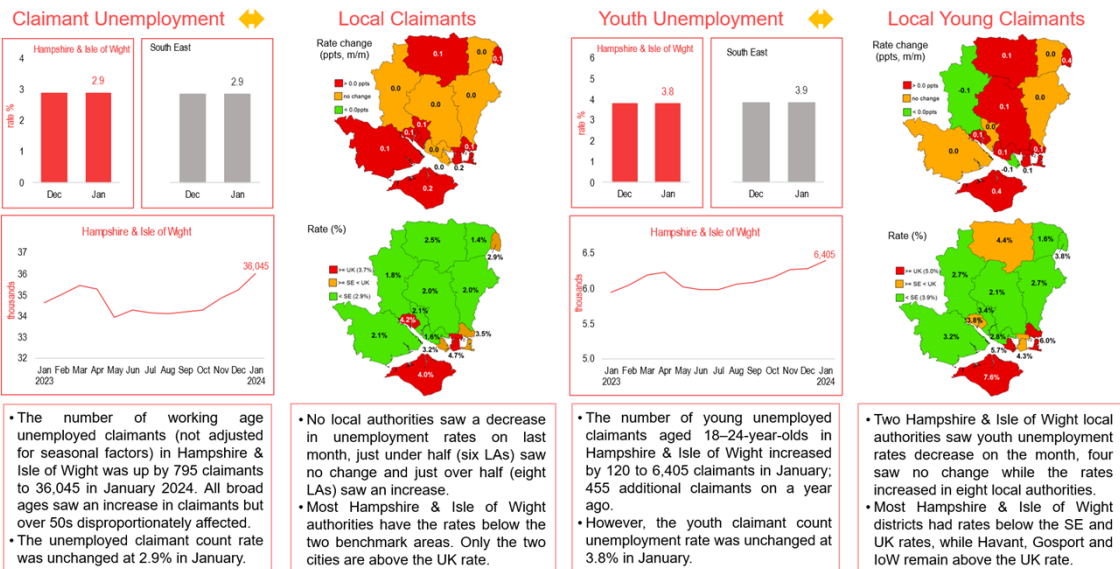 Claimant Unemployment
Hampshire & Isle of Wight
South East
rate %
4
3
2
1
0
2.9
2.9
Dec
Jan
Dec
Jan
Hampshire & Isle of Wight
thousands
37
36
35
34
33
32
36,045
Jan Feb Mar Apr May Jun Jul Aug Sep Oct Nov Dec Jan
2023 2024
• The number of working age
unemployed claimants (not adjusted
for seasonal factors) in Hampshire &
Isle of Wight was up by 795 claimants
to 36,045 in January 2024. All broad
ages saw an increase in claimants but
over 50s disproportionately affected.
• The unemployed claimant count rate
was unchanged at 2.9% in January.
Local Claimants
Rate change
(ppts, m/m)
> 0.0 ppts
no change
< 0.0ppts
0.1
0.0
0.1
0.0
0.0
0.0
0.1
0.1
0.1
0.0
0.1
0.0
0.2
0.2
Rate (%)
>= UK (3.7%)
>= SE < UK
< SE (2.9%)
2.5%
1.4%
2.9%
1.8%
2.0%
2.0%
2.1%
4.2%
2.1%
1.6%
3.5%
3.2%
4.7%
4.0%
• No local authorities saw a decrease
in unemployment rates on last
month, just under half (six LAs) saw
no change and just over half (eight
LAs) saw an increase.
• Most Hampshire & Isle of Wight
authorities have the rates below the
two benchmark areas. Only the two
cities are above the UK rate.
Youth Unemployment
Hampshire & Isle of Wight
South East
rate %
6
5
4
3
2
1
0
3.8
3.9
Dec
Jan
Dec
Jan
Hampshire & Isle of Wight
thousands
6.5
6.0
5.5
5.0
6,405
Jan Feb Mar Apr May Jun Jul Aug Sep Oct Nov Dec Jan
2023 2024
• The number of young unemployed
claimants aged 18–24-year-olds in
Hampshire & Isle of Wight increased
by 120 to 6,405 claimants in January;
455 additional claimants on a year
ago.
• However, the youth claimant count
unemployment rate was unchanged at
3.8% in January.
Local Young Claimants
Rate change
(ppts, m/m)
> 0.0 ppts
no change
< 0.0ppts
0.1
0.0
0.4
-0.1
0.1
0.0
0.1
0.0
0.0
0.1
0.1
-0.1
0.1
0.4
Rate (%)
>= UK (5.0%)
>= SE < UK
< SE (3.9%)
4.4%
1.6%
3.8%
2.7%
2.1%
2.7%
3.4%
3.8%
3.2%
2.8%
6.0%
5.7%
4.3%
7.6%
• Two Hampshire & Isle of Wight local
authorities saw youth unemployment
rates decrease on the month, four
saw no change while the rates
increased in eight local authorities.
• Most Hampshire & Isle of Wight
districts had rates below the SE and
UK rates, while Havant, Gosport and
IoW remain above the UK rate.